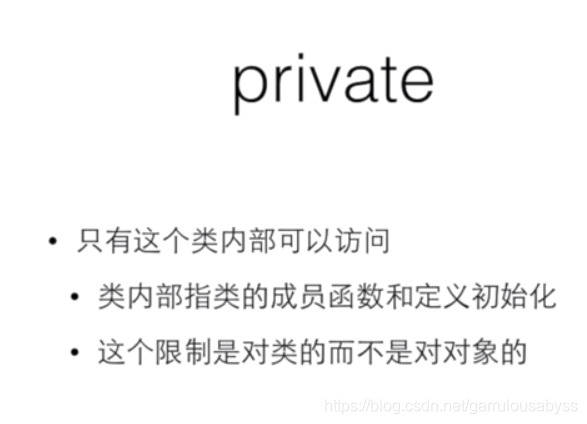 private
• 只有这个类内部可以访问
• 类内部指类的成员函数和定义初始化
• 这个限制是对类的而不是对对象的
https://blog.csdn.net/garrulousabyss